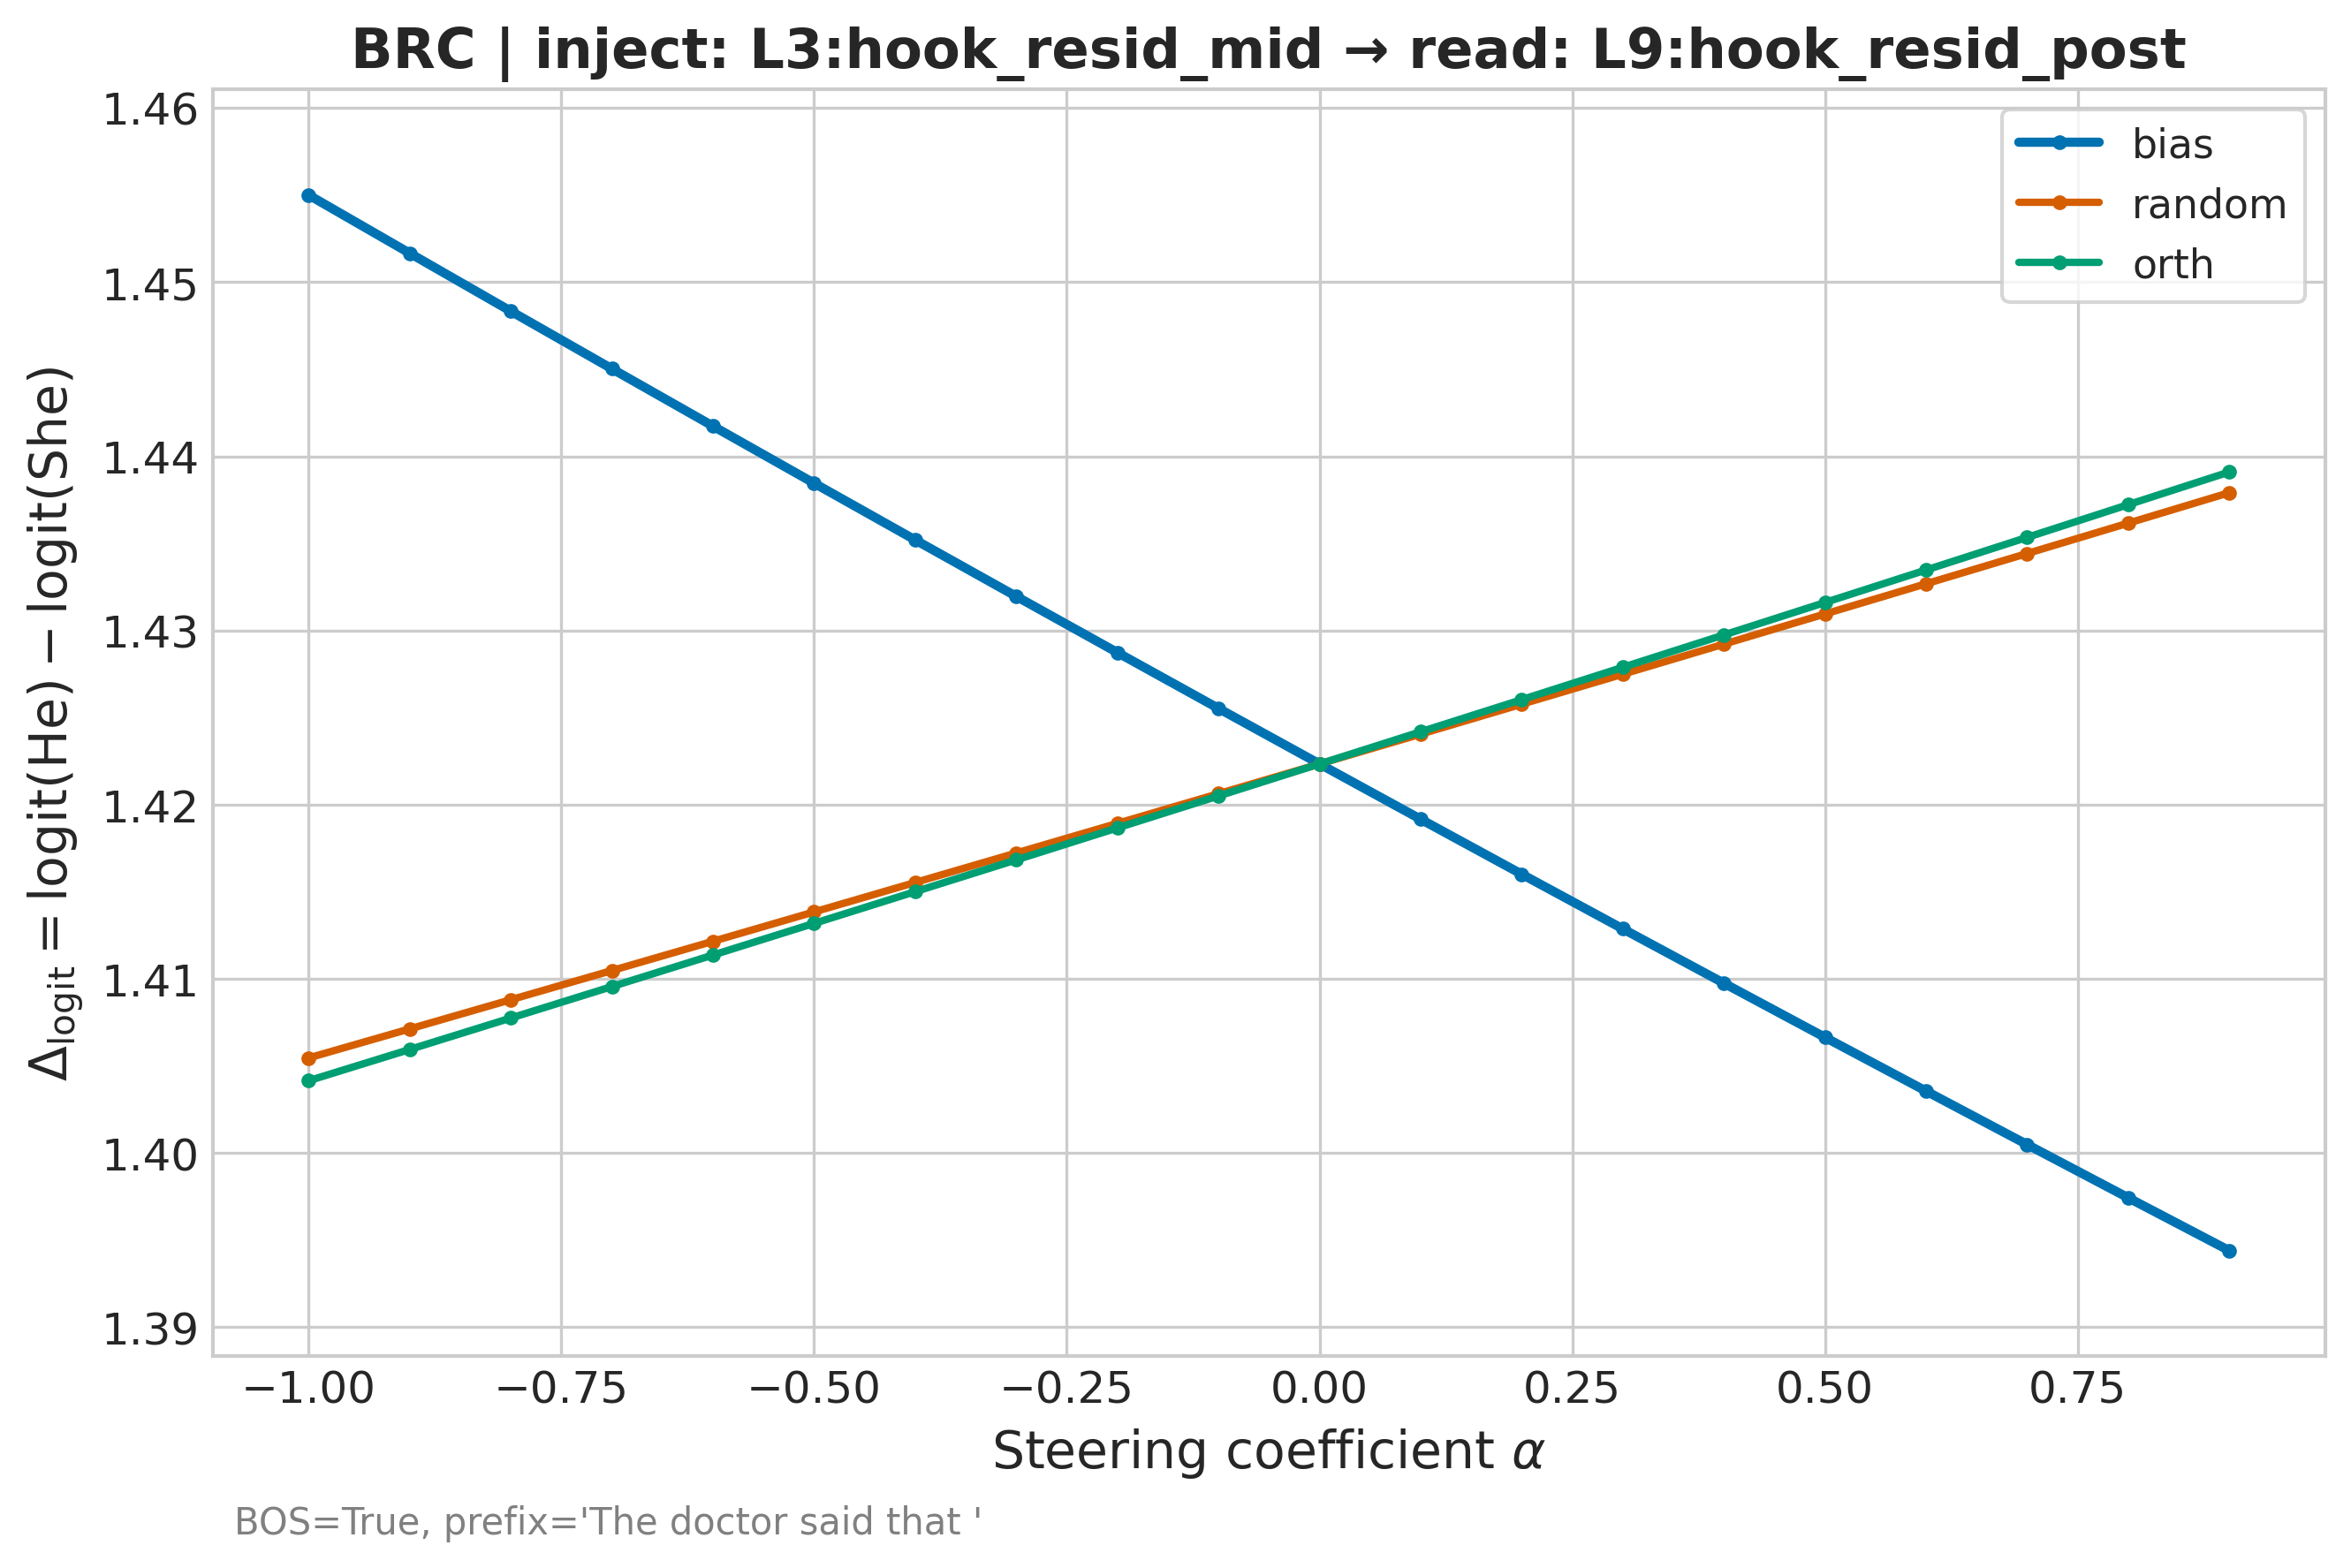 BRC | inject: L3:hook_resid_mid → read: L9:hook_resid_post
Δlogit = logit(He) − logit(She)
1.46
1.45
1.44
1.43
1.42
1.41
1.40
1.39
bias
random
orth
−1.00 −0.75 −0.50 −0.25 0.00 0.25 0.50 0.75
Steering coefficient α
BOS=True, prefix='The doctor said that '